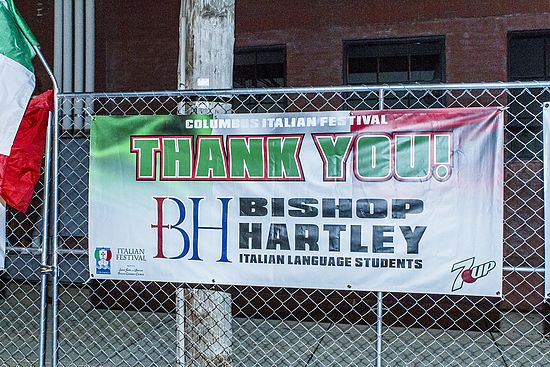 COLUMBUS ITALIAN FESTIVAL
THANK YOU!
BH BISHOP
HARTLEY
ITALIAN LANGUAGE STUDENTS
ITALIAN
FESTIVAL
7UP